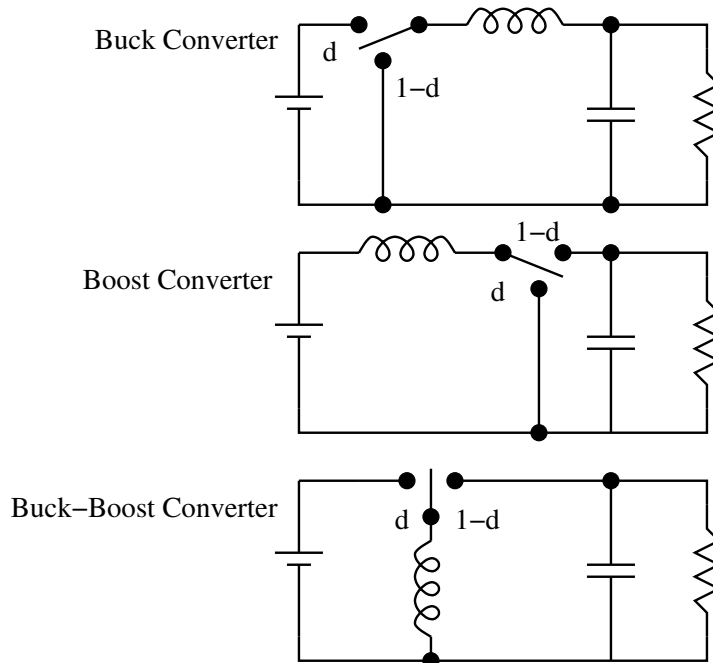 Buck Converter
d
1−d
1−d
Boost Converter
d
Buck−Boost Converter
d 1−d